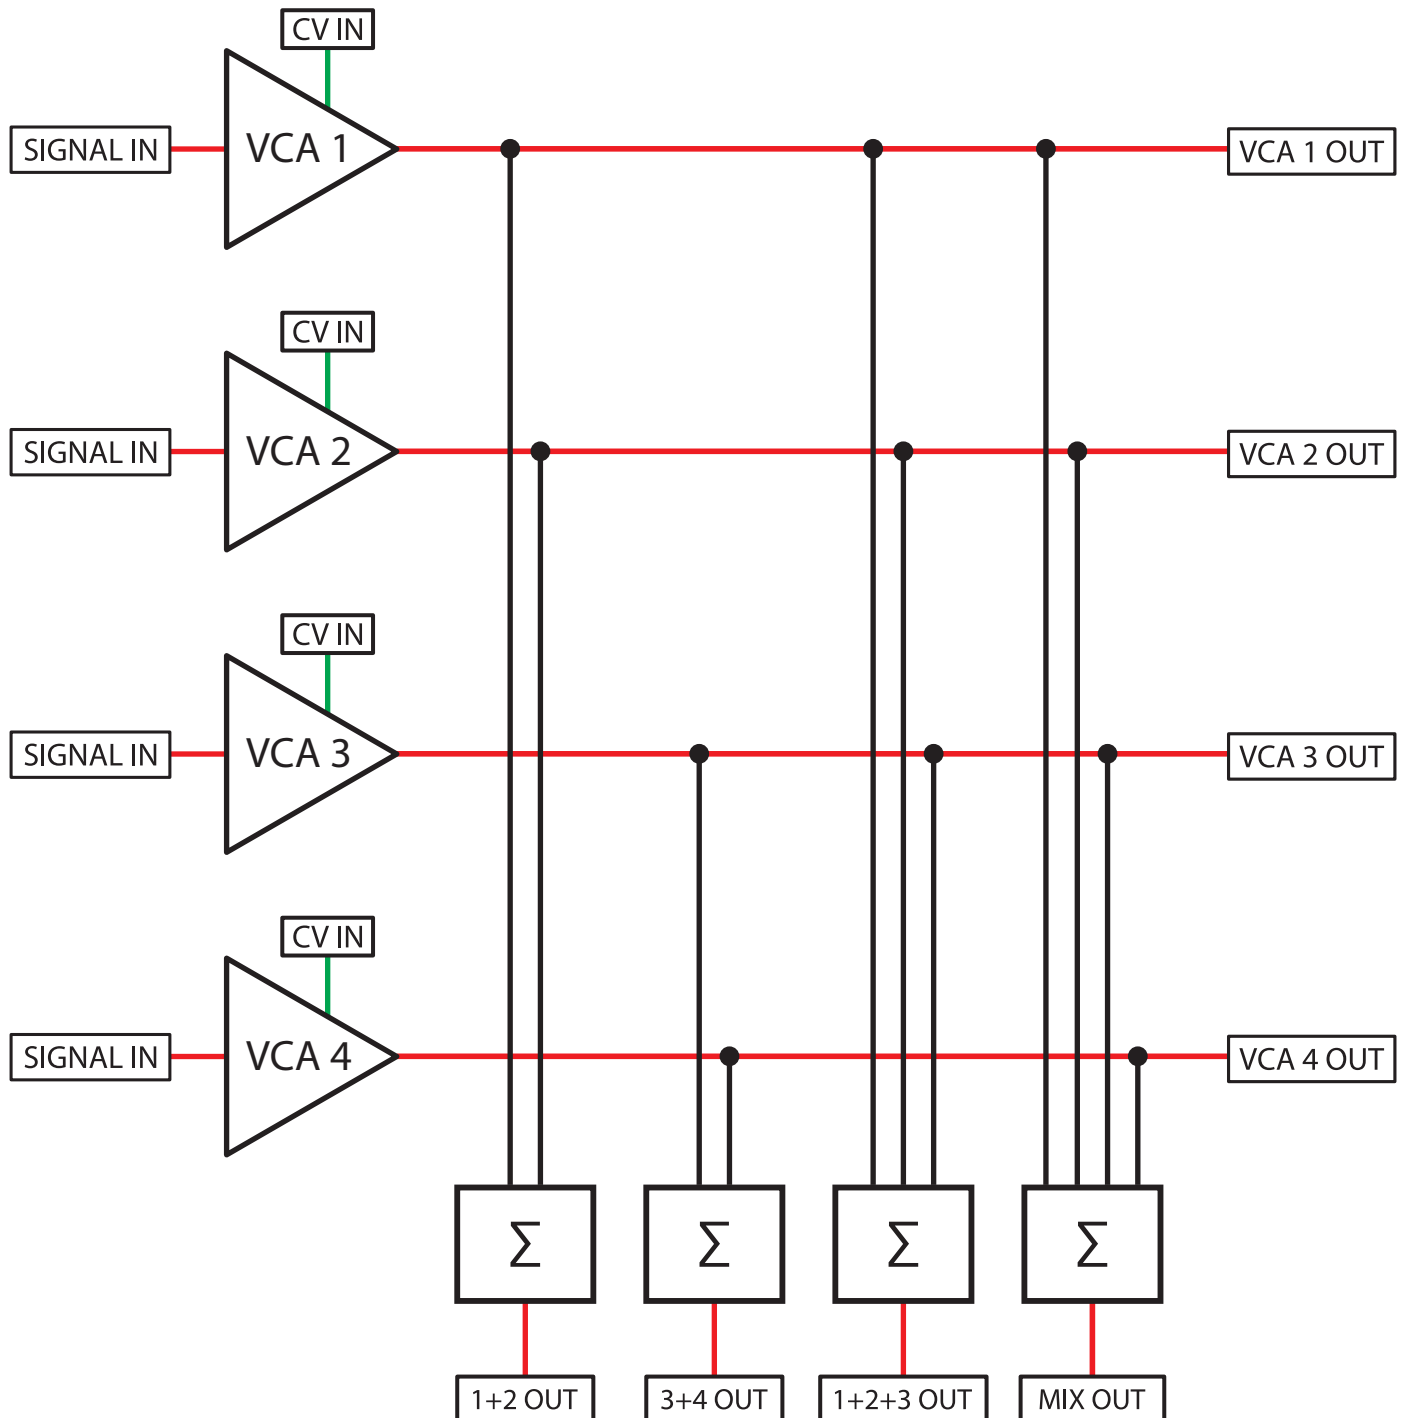 CV IN
SIGNAL IN
VCA 1
VCA 1 OUT
CV IN
SIGNAL IN
VCA 2
VCA 2 OUT
CV IN
SIGNAL IN
VCA 3
VCA 3 OUT
CV IN
SIGNAL IN
VCA 4
VCA 4 OUT
Σ
Σ
Σ
Σ
1+2 OUT
3+4 OUT
1+2+3 OUT
MIX OUT